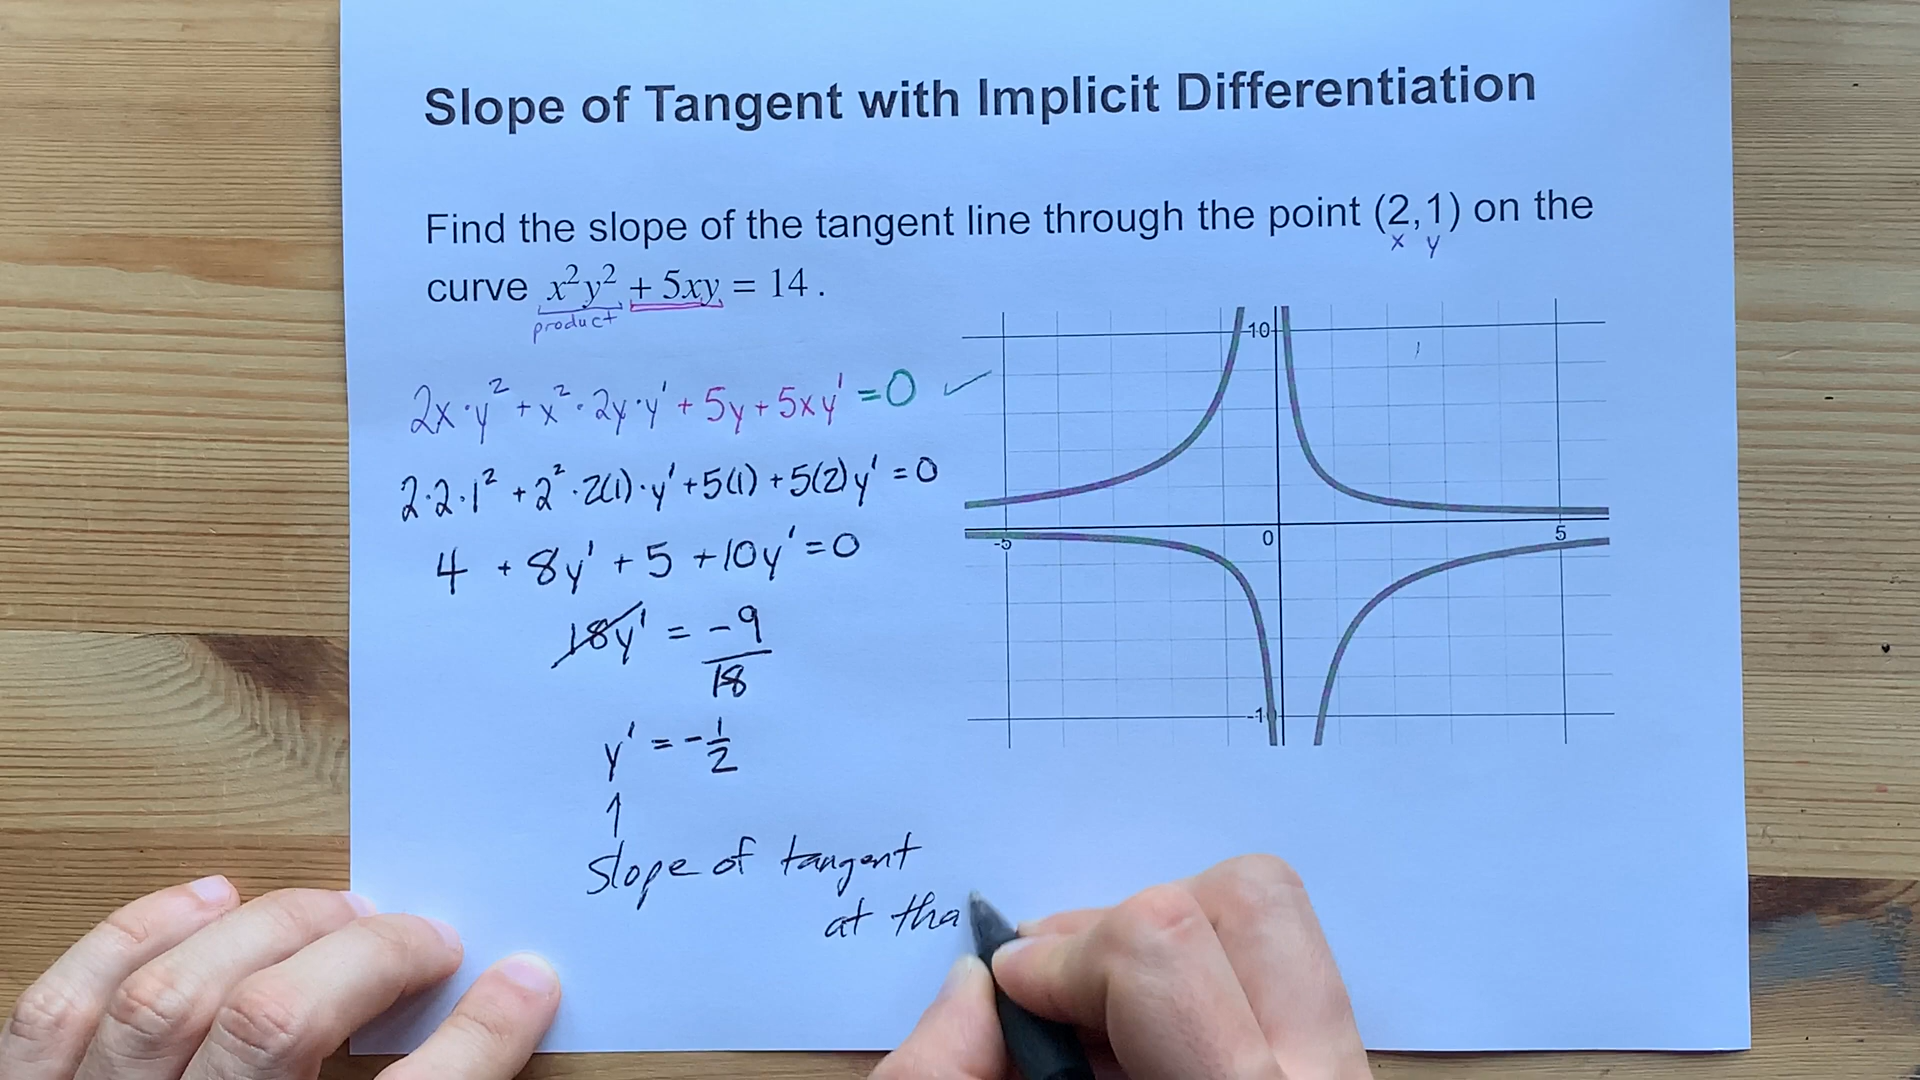 Slope of Tangent with Implicit Differentiation
Find the slope of the tangent line through the point (2,1) on the
x y
curve x²y² + 5xy = 14 .
product
2x·y² + x²·2y·y' + 5y + 5xy' = 0 ✓
2·2·1² + 2²·2(1)·y' + 5(1) + 5(2)y' = 0
4 + 8y' + 5 + 10y' = 0
18y' = -9
18
y' = -1/2
↑
slope of tangent
at tha
10
-5
0
5
-1